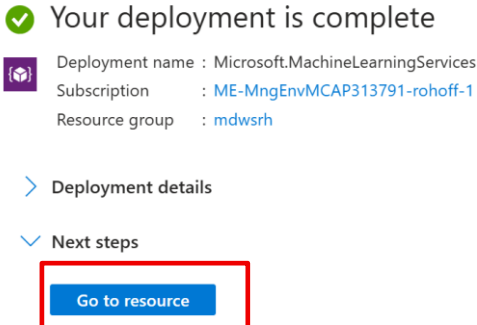 Your deployment is complete
Deployment name : Microsoft.MachineLearningServices
Subscription : ME-MngEnvMCAP313791-rohoff-1
Resource group : mdwsrh
Deployment details
Next steps
Go to resource